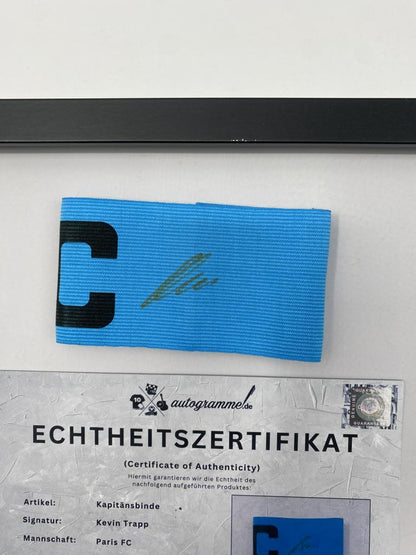 C
10
autogramme.de
ECHTHEITSZERTIFIKAT
(Certificate of Authenticity)
Hiermit garantieren wir die Echtheit des
nachfolgend aufgeführten Produktes:
Artikel: Kapitänsbinde
Signatur: Kevin Trapp
Mannschaft: Paris FC